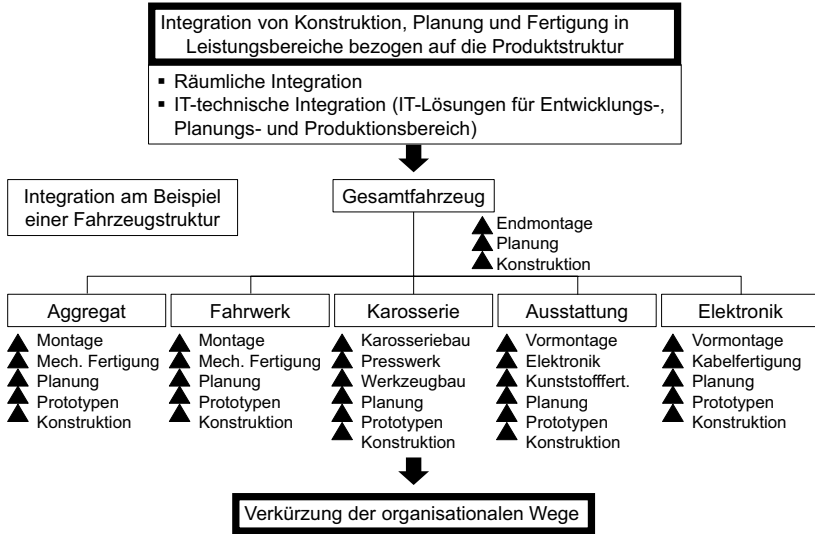 Integration von Konstruktion, Planung und Fertigung in
Leistungsbereiche bezogen auf die Produktstruktur
▪ Räumliche Integration
▪ IT-technische Integration (IT-Lösungen für Entwicklungs-,
Planungs- und Produktionsbereich)
Integration am Beispiel
einer Fahrzeugstruktur
Gesamtfahrzeug
Endmontage
Planung
Konstruktion
Aggregat
Montage
Mech. Fertigung
Planung
Prototypen
Konstruktion
Fahrwerk
Montage
Mech. Fertigung
Planung
Prototypen
Konstruktion
Karosserie
Karosseriebau
Presswerk
Werkzeugbau
Planung
Prototypen
Konstruktion
Ausstattung
Vormontage
Elektronik
Kunststofffert.
Planung
Prototypen
Konstruktion
Elektronik
Vormontage
Kabelfertigung
Planung
Prototypen
Konstruktion
Verkürzung der organisationalen Wege